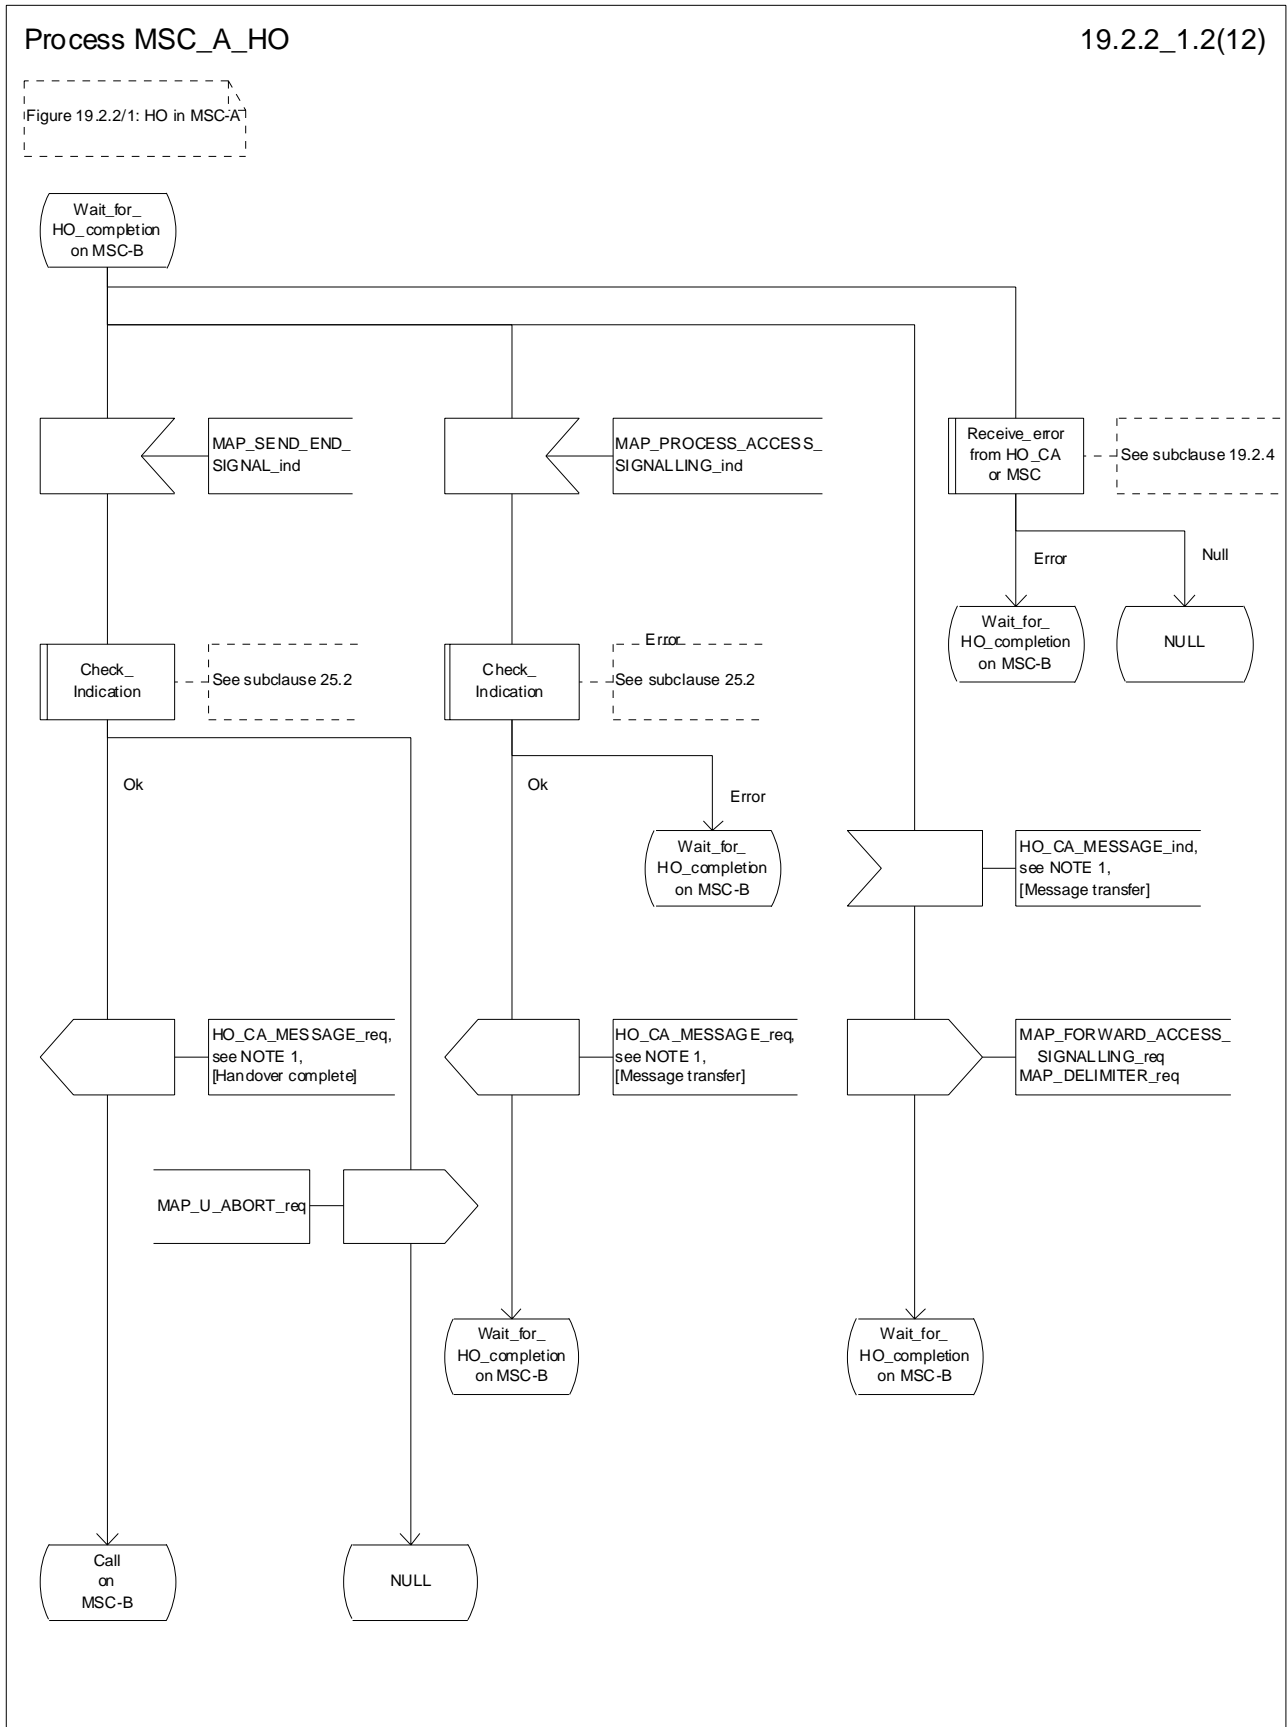 Process MSC_A_HO
19.2.2_1.2(12)
Figure 19.2.2/1: HO in MSC-A
Wait_for_
HO_completion
on MSC-B
MAP_SEND_END_
SIGNAL_ind
MAP_PROCESS_ACCESS_
SIGNALLING_ind
Receive_error
from HO_CA
or MSC
See subclause 19.2.4
Error
Null
Wait_for_
HO_completion
on MSC-B
NULL
Check_
Indication
See subclause 25.2
Error
Check_
Indication
See subclause 25.2
Ok
Ok
Error
Wait_for_
HO_completion
on MSC-B
HO_CA_MESSAGE_ind,
see NOTE 1,
[Message transfer]
HO_CA_MESSAGE_req,
see NOTE 1,
[Handover complete]
HO_CA_MESSAGE_req,
see NOTE 1,
[Message transfer]
MAP_FORWARD_ACCESS_
SIGNALLING_req
MAP_DELIMITER_req
MAP_U_ABORT_req
Wait_for_
HO_completion
on MSC-B
Wait_for_
HO_completion
on MSC-B
Call
on
MSC-B
NULL